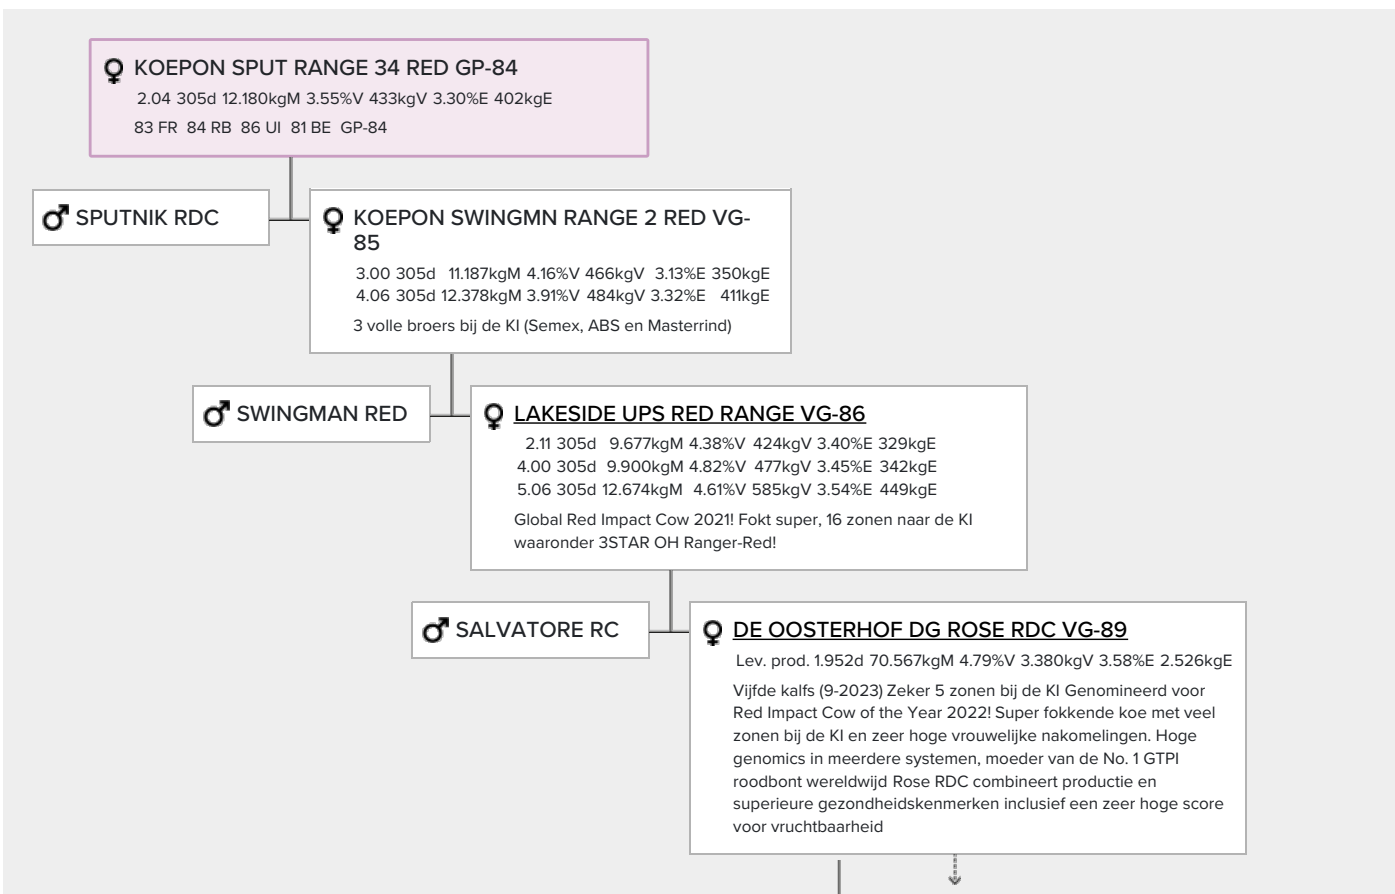 KOEPON SPUT RANGE 34 RED GP-84
2.04 305d 12.180kgM 3.55%V 433kgV 3.30%E 402kgE
83 FR 84 RB 86 UI 81 BE GP-84
SPUTNIK RDC
KOEPON SWINGMN RANGE 2 RED VG-
85
3.00 305d 11.187kgM 4.16%V 466kgV 3.13%E 350kgE
4.06 305d 12.378kgM 3.91%V 484kgV 3.32%E 411kgE
3 volle broers bij de KI (Semex, ABS en Masterrind)
SWINGMAN RED
LAKESIDE UPS RED RANGE VG-86
2.11 305d 9.677kgM 4.38%V 424kgV 3.40%E 329kgE
4.00 305d 9.900kgM 4.82%V 477kgV 3.45%E 342kgE
5.06 305d 12.674kgM 4.61%V 585kgV 3.54%E 449kgE
Global Red Impact Cow 2021! Fokt super, 16 zonen naar de KI
waaronder 3STAR OH Ranger-Red!
SALVATORE RC
DE OOSTERHOF DG ROSE RDC VG-89
Lev. prod. 1.952d 70.567kgM 4.79%V 3.380kgV 3.58%E 2.526kgE
Vijfde kalfs (9-2023) Zeker 5 zonen bij de KI Genomineerd voor
Red Impact Cow of the Year 2022! Super fokkende koe met veel
zonen bij de KI en zeer hoge vrouwelijke nakomelingen. Hoge
genomics in meerdere systemen, moeder van de No. 1 GTPI
roodbont wereldwijd Rose RDC combineert productie en
superieure gezondheidskenmerken inclusief een zeer hoge score
voor vruchtbaarheid